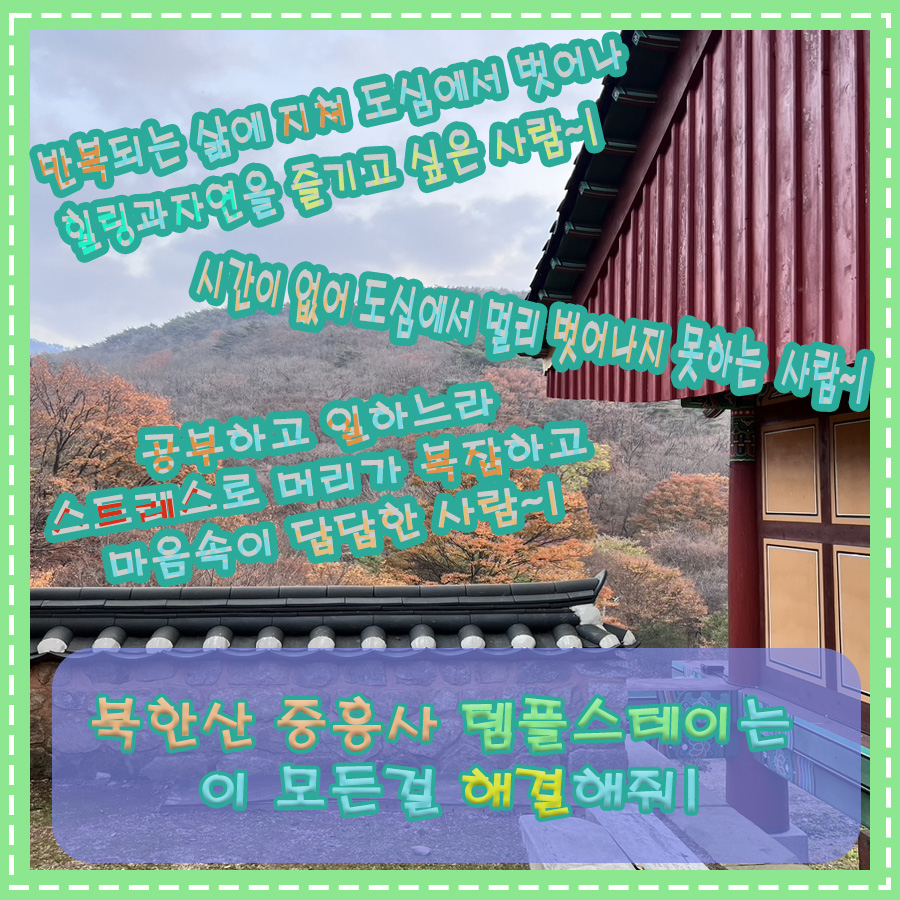 반복되는 삶에 지쳐 도심에서 벗어나
힐링과자연을 즐기고 싶은 사람~!
시간이 없어 도심에서 멀리 벗어나지 못하는 사람~!
공부하고 일하느라
스트레스로 머리가 복잡하고
마음속이 답답한 사람~!
북한산 중흥사 템플스테이는
이 모든걸 해결해줘!